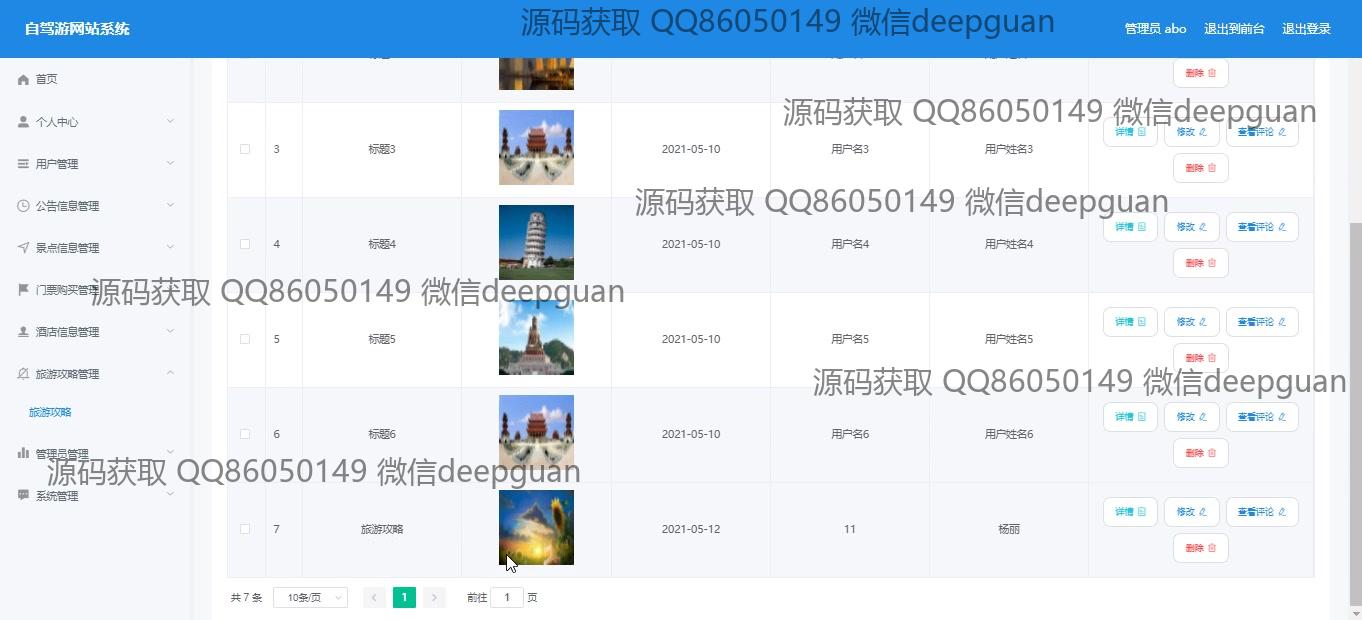 自驾游网站系统
源码获取 QQ86050149 微信deepguan
管理员 abo 退出到前台 退出登录
首页
个人中心
用户管理
公告信息管理
景点信息管理
门票购买管理
酒店信息管理
旅游攻略管理
旅游攻略
管理员管理
系统管理
删除
源码获取 QQ86050149 微信deepguan
3 标题3 2021-05-10 用户名3 用户姓名3 详情 修改 查看评论
删除
源码获取 QQ86050149 微信deepguan
4 标题4 2021-05-10 用户名4 用户姓名4 详情 修改 查看评论
删除
源码获取 QQ86050149 微信deepguan
5 标题5 2021-05-10 用户名5 用户姓名5 详情 修改 查看评论
删除
源码获取 QQ86050149 微信deepguan
6 标题6 2021-05-10 用户名6 用户姓名6 详情 修改 查看评论
删除
源码获取 QQ86050149 微信deepguan
7 旅游攻略 2021-05-12 11 杨丽 详情 修改 查看评论
删除
共 7 条 10条/页 1 前往 1 页